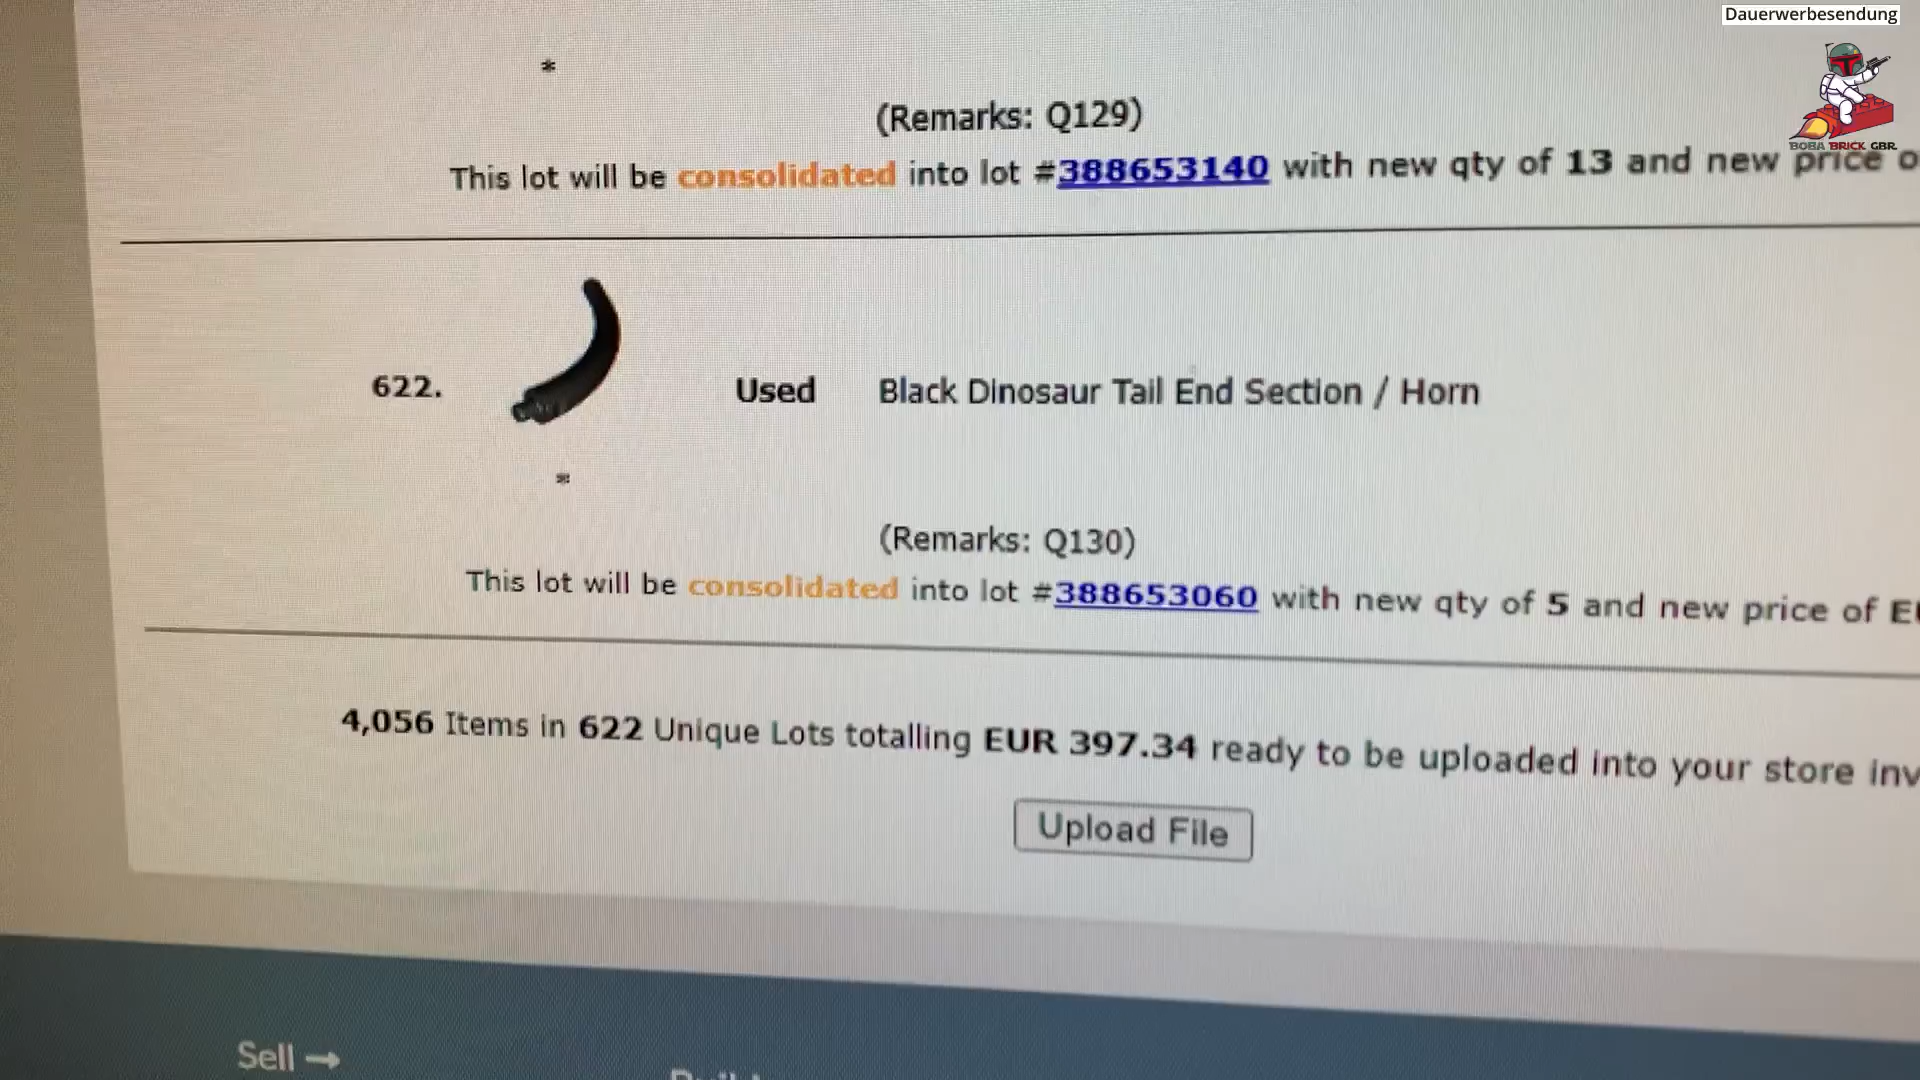 Dauerwerbesendung
*
(Remarks: Q129)
BOBA BRICK GBR.
This lot will be consolidated into lot #388653140 with new qty of 13 and new price
622.
Used
Black Dinosaur Tail End Section / Horn
*
(Remarks: Q130)
This lot will be consolidated into lot #388653060 with new qty of 5 and new price of
4,056 Items in 622 Unique Lots totalling EUR 397.34 ready to be uploaded into your store
Upload File
Sell →